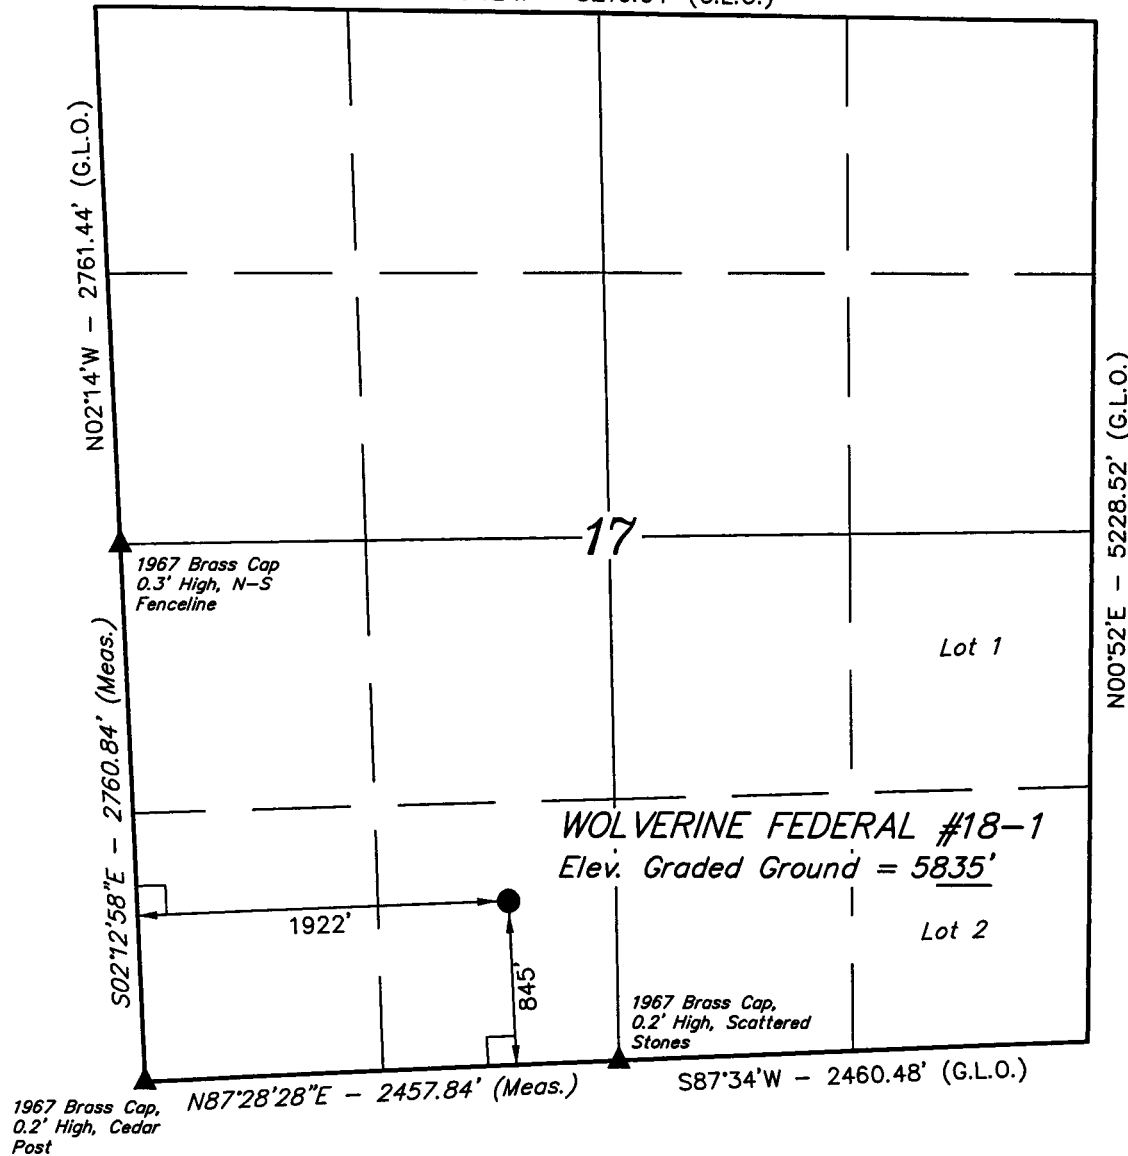 (G.L.O.)
N02°14'W - 2761.44' (G.L.O.)
N00°52'E - 5228.52' (G.L.O.)
17
1967 Brass Cap
0.3' High, N-S
Fenceline
Lot 1
S02°12'58"E - 2760.84' (Meas.)
WOLVERINE FEDERAL #18-1
Elev. Graded Ground = 5835'
1922'
Lot 2
845'
1967 Brass Cap,
0.2' High, Scattered
Stones
N87°28'28"E - 2457.84' (Meas.)
S87°34'W - 2460.48' (G.L.O.)
1967 Brass Cap,
0.2' High, Cedar
Post